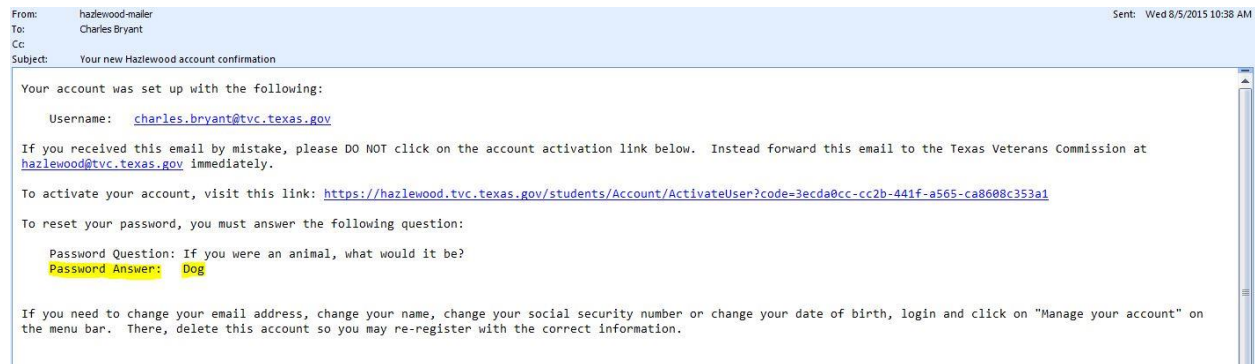 From: hazlewood-mailer Sent: Wed 8/5/2015 10:38 AM
To: Charles Bryant
Cc:
Subject: Your new Hazlewood account confirmation
Your account was set up with the following:
Username: charles.bryant@tvc.texas.gov
If you received this email by mistake, please DO NOT click on the account activation link below. Instead forward this email to the Texas Veterans Commission at
hazlewood@tvc.texas.gov immediately.
To activate your account, visit this link: https://hazlewood.tvc.texas.gov/students/Account/ActivateUser?code=3ecda0cc-cc2b-441f-a565-ca8608c353a1
To reset your password, you must answer the following question:
Password Question: If you were an animal, what would it be?
Password Answer: Dog
If you need to change your email address, change your name, change your social security number or change your date of birth, login and click on "Manage your account" on
the menu bar. There, delete this account so you may re-register with the correct information.